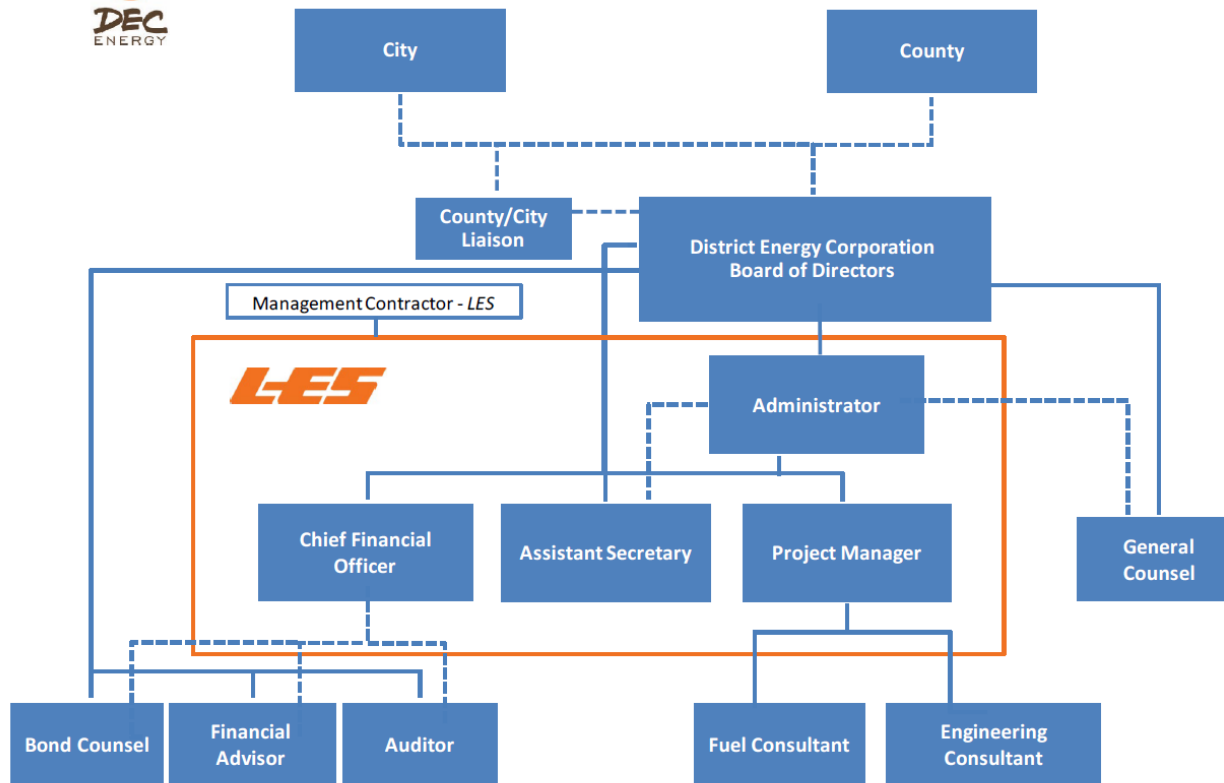 DEC
ENERGY
City
County
County/City
Liaison
District Energy Corporation
Board of Directors
Management Contractor - LES
LES
Administrator
Chief Financial
Officer
Assistant Secretary
Project Manager
General
Counsel
Bond Counsel
Financial
Advisor
Auditor
Fuel Consultant
Engineering
Consultant